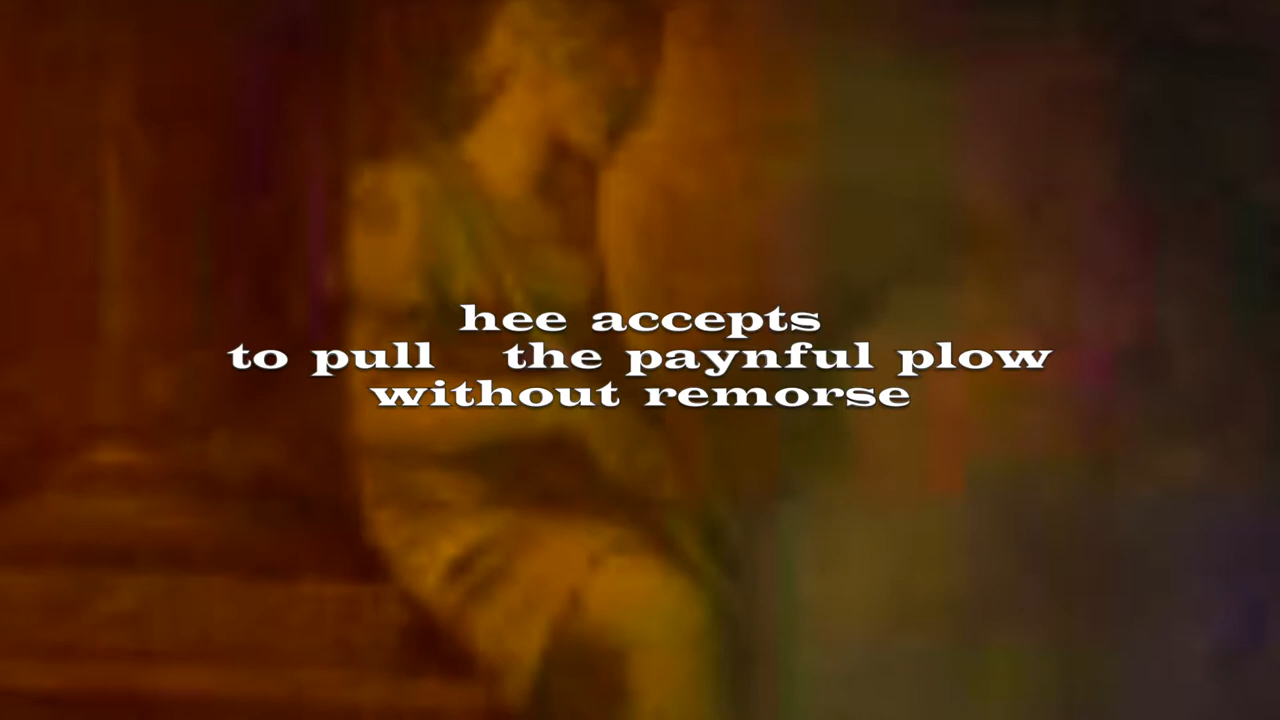 hee accepts
to pull the paynful plow
without remorse